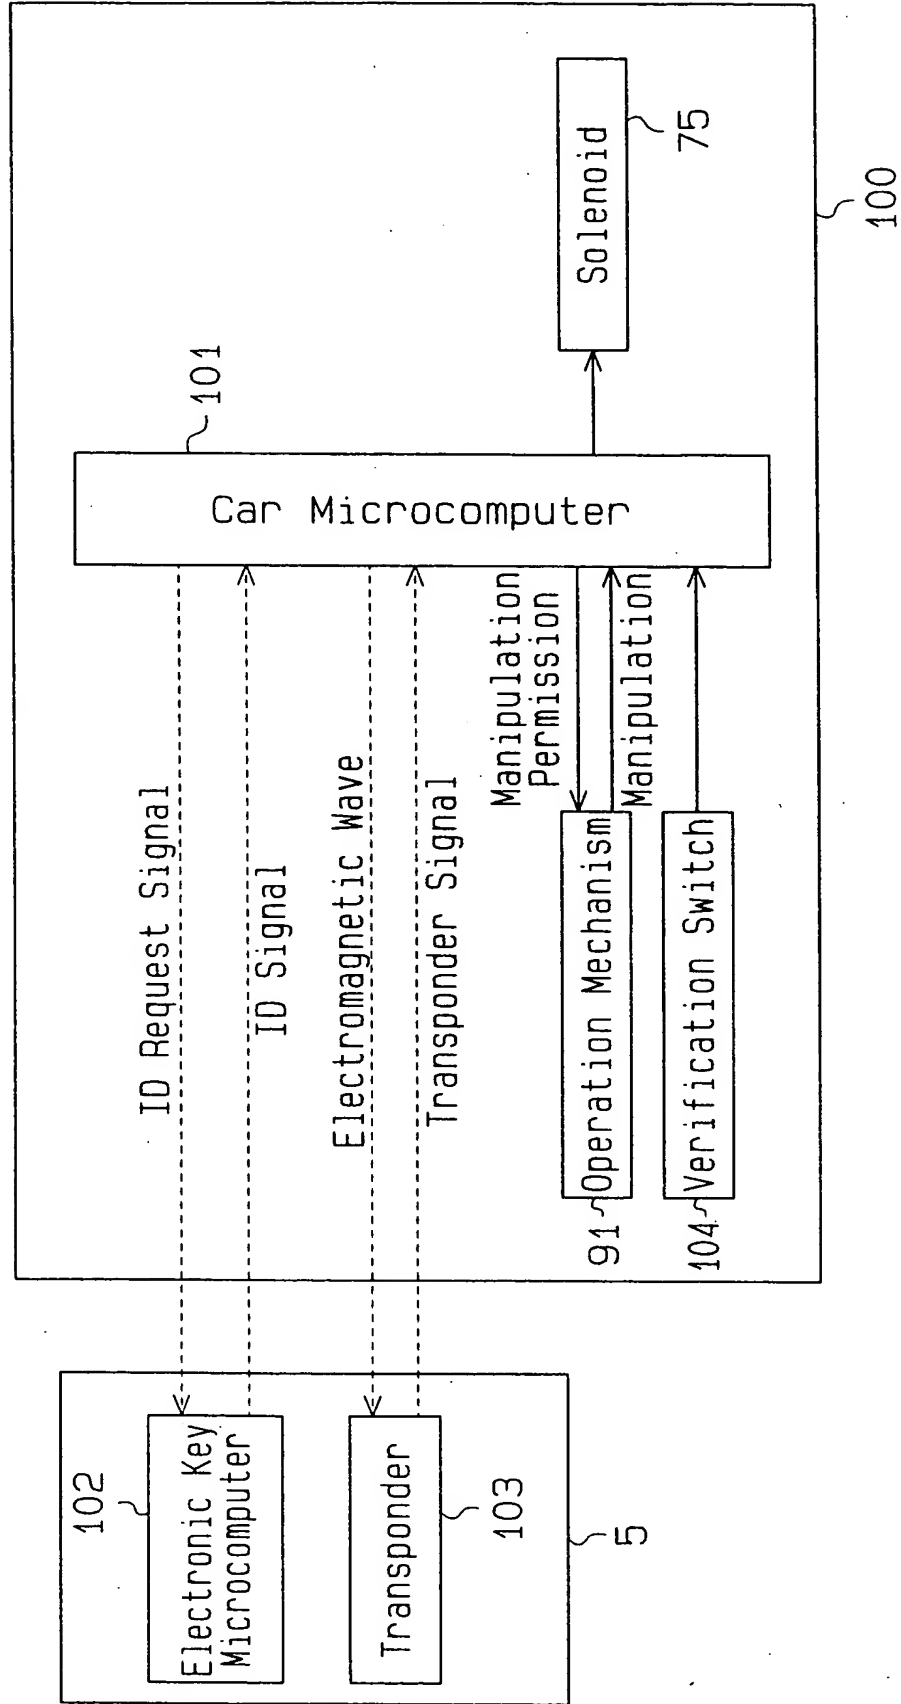 102
Electronic Key
Microcomputer
Transponder
103
5
ID Request Signal
ID Signal
Electromagnetic Wave
Transponder Signal
Manipulation
Permission
Manipulation
91
Operation Mechanism
104
Verification Switch
101
Car Microcomputer
Solenoid
75
100